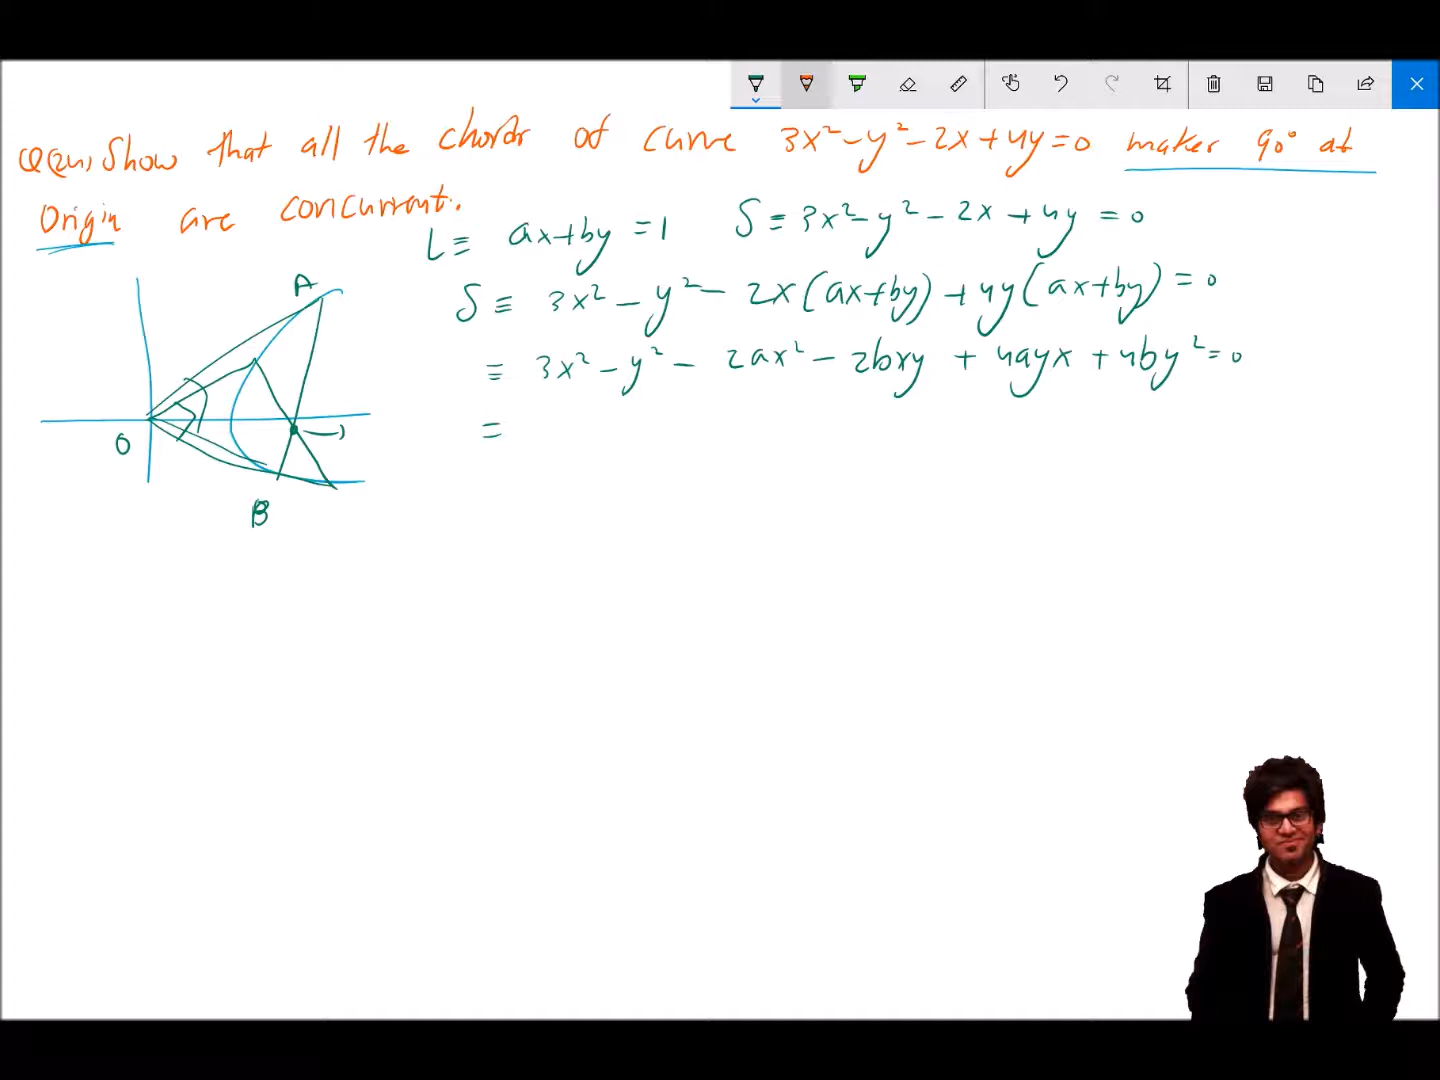 Q(24) Show that all the chords of curve 3x² - y² - 2x + 4y = 0 makes 90° at
Origin are concurrent.
L ≡ ax + by = 1 S ≡ 3x² - y² - 2x + 4y = 0
S ≡ 3x² - y² - 2x(ax+by) + 4y(ax+by) = 0
≡ 3x² - y² - 2ax² - 2bxy + 4ayx + 4by² = 0
=
A
O
B